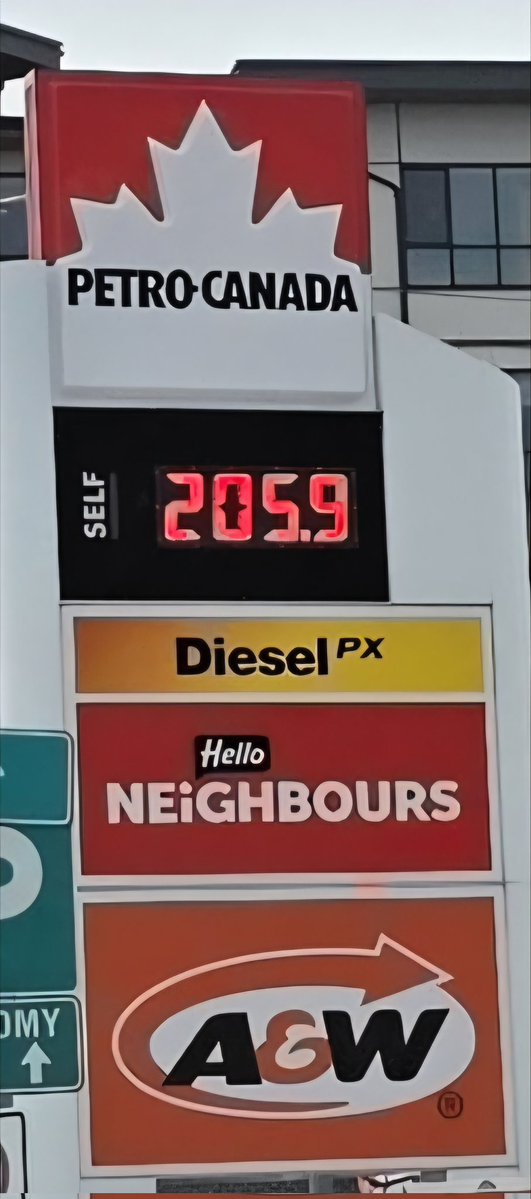 PETRO-CANADA
SELF
205.9
Diesel PX
Hello
NEiGHBOURS
A&W
®
OMY